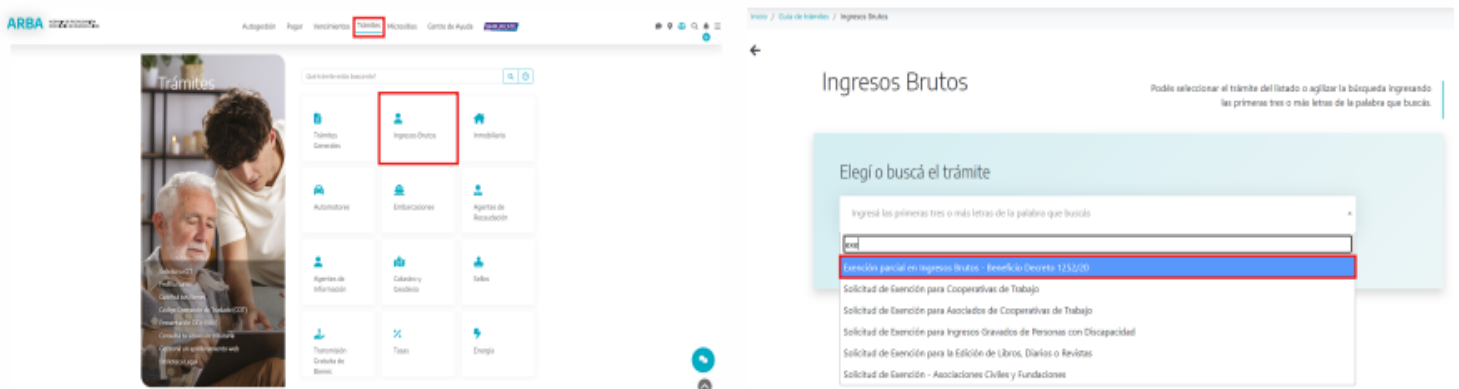 ARBA
Autogestión Pagar Vencimientos Trámites Micrositios Centro de Ayuda
Trámites
Qué trámite estás buscando?
Trámites Generales
Ingresos Brutos
Inmobiliario
Automotores
Embarcaciones
Agentes de Recaudación
Agentes de Información
Catastro y Geodesia
Sellos
Transmisión Gratuita de Bienes
Tasas
Energía
Código Operación de Traslado (COT)
Inicio / Guía de trámites / Ingresos Brutos
Ingresos Brutos
Podés seleccionar el trámite del listado o agilizar la búsqueda ingresando
las primeras tres o más letras de la palabra que buscás.
Elegí o buscá el trámite
Ingresá las primeras tres o más letras de la palabra que buscás
exe
Exención parcial en Ingresos Brutos - Beneficio Decreto 1252/20
Solicitud de Exención para Cooperativas de Trabajo
Solicitud de Exención para Asociados de Cooperativas de Trabajo
Solicitud de Exención para Ingresos Gravados de Personas con Discapacidad
Solicitud de Exención para la Edición de Libros, Diarios o Revistas
Solicitud de Exención - Asociaciones Civiles y Fundaciones